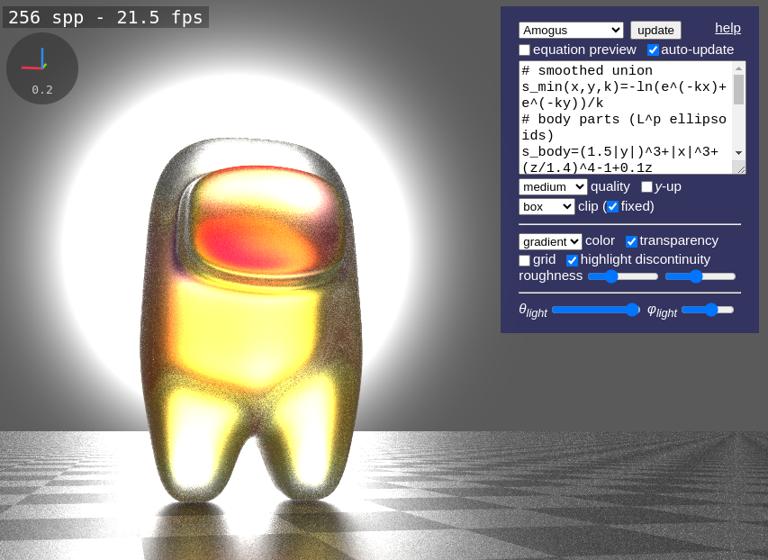 256 spp - 21.5 fps
0.2
Amogus update help
equation preview auto-update
# smoothed union
s_min(x,y,k)=-ln(e^(-kx)+
e^(-ky))/k
# body parts (L^p ellipso
ids)
s_body=(1.5|y|)^3+|x|^3+
(z/1.4)^4-1+0.1z
medium quality y-up
box clip (fixed)
gradient color transparency
grid highlight discontinuity
roughness
θlight φlight